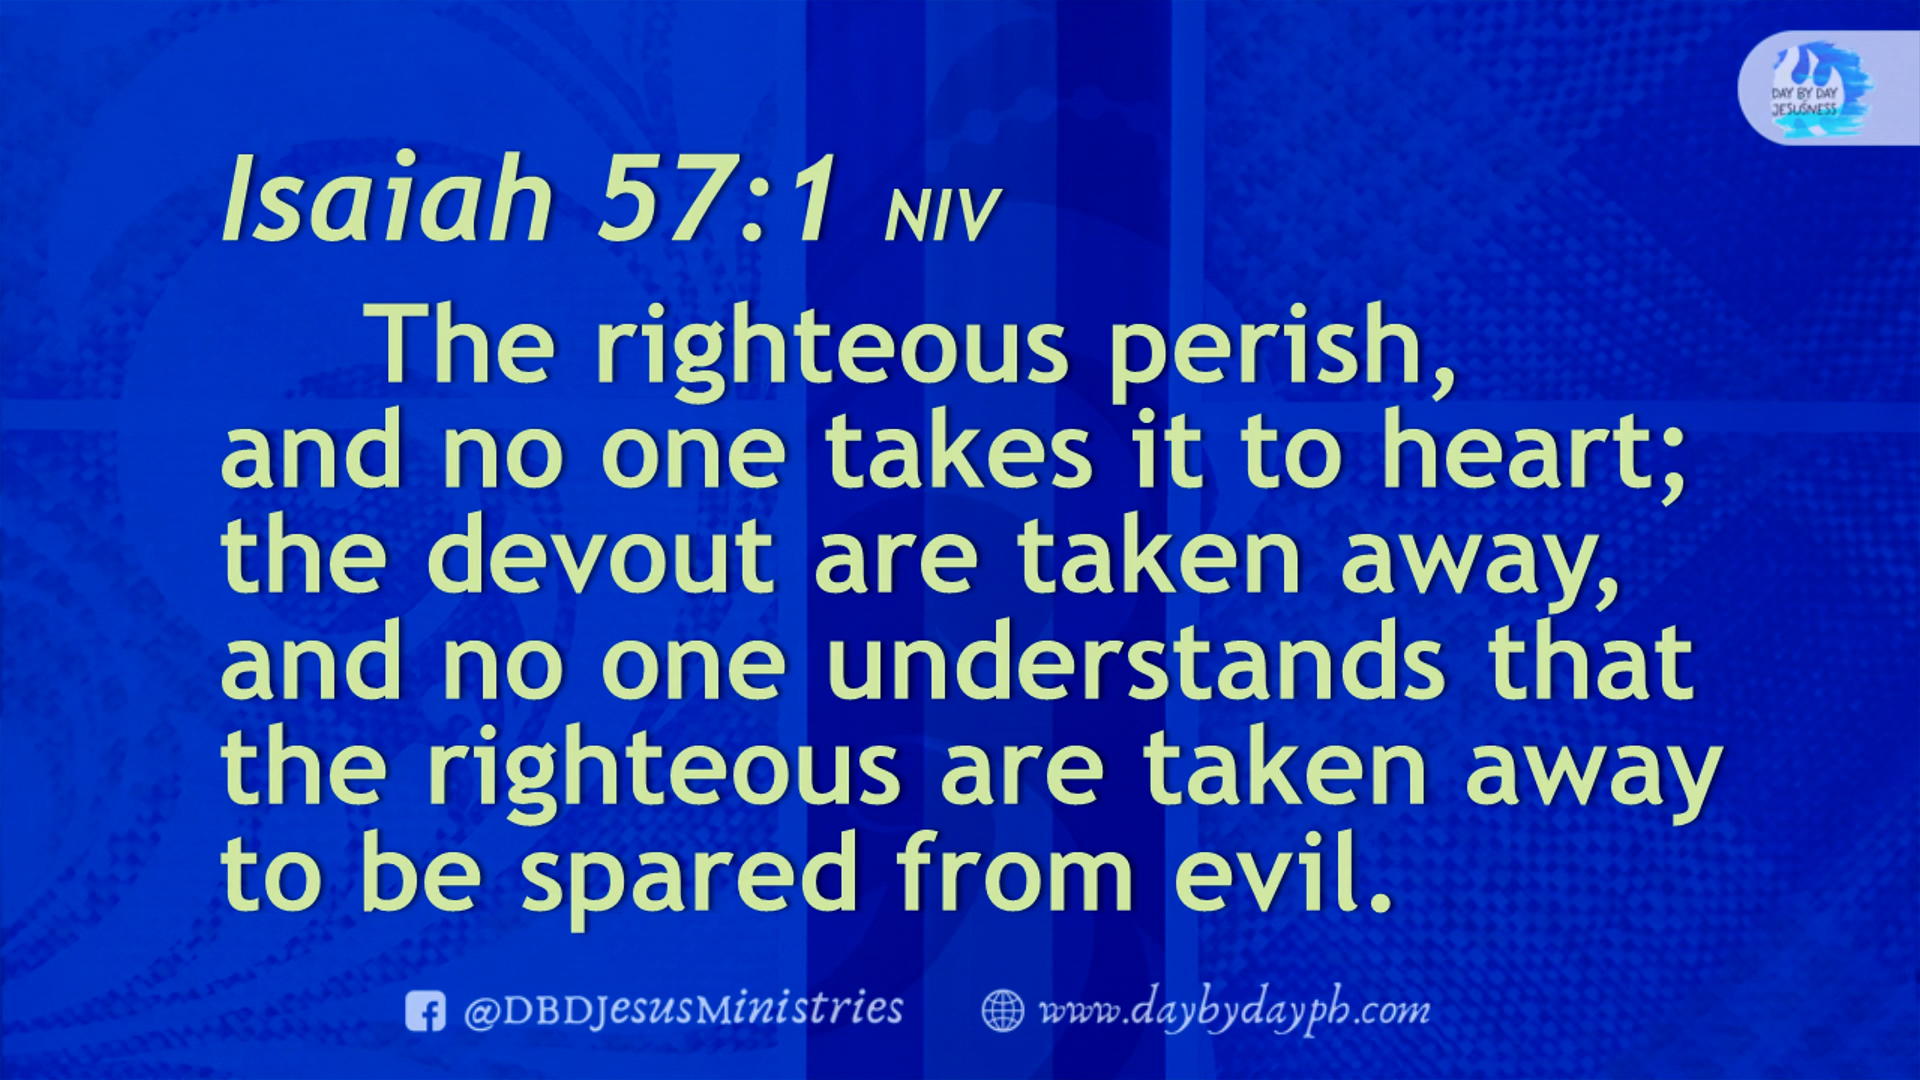 DAY BY DAY
JESUSNESS
Isaiah 57:1 NIV
The righteous perish,
and no one takes it to heart;
the devout are taken away,
and no one understands that
the righteous are taken away
to be spared from evil.
@DBDJesusMinistries
www.daybydayph.com